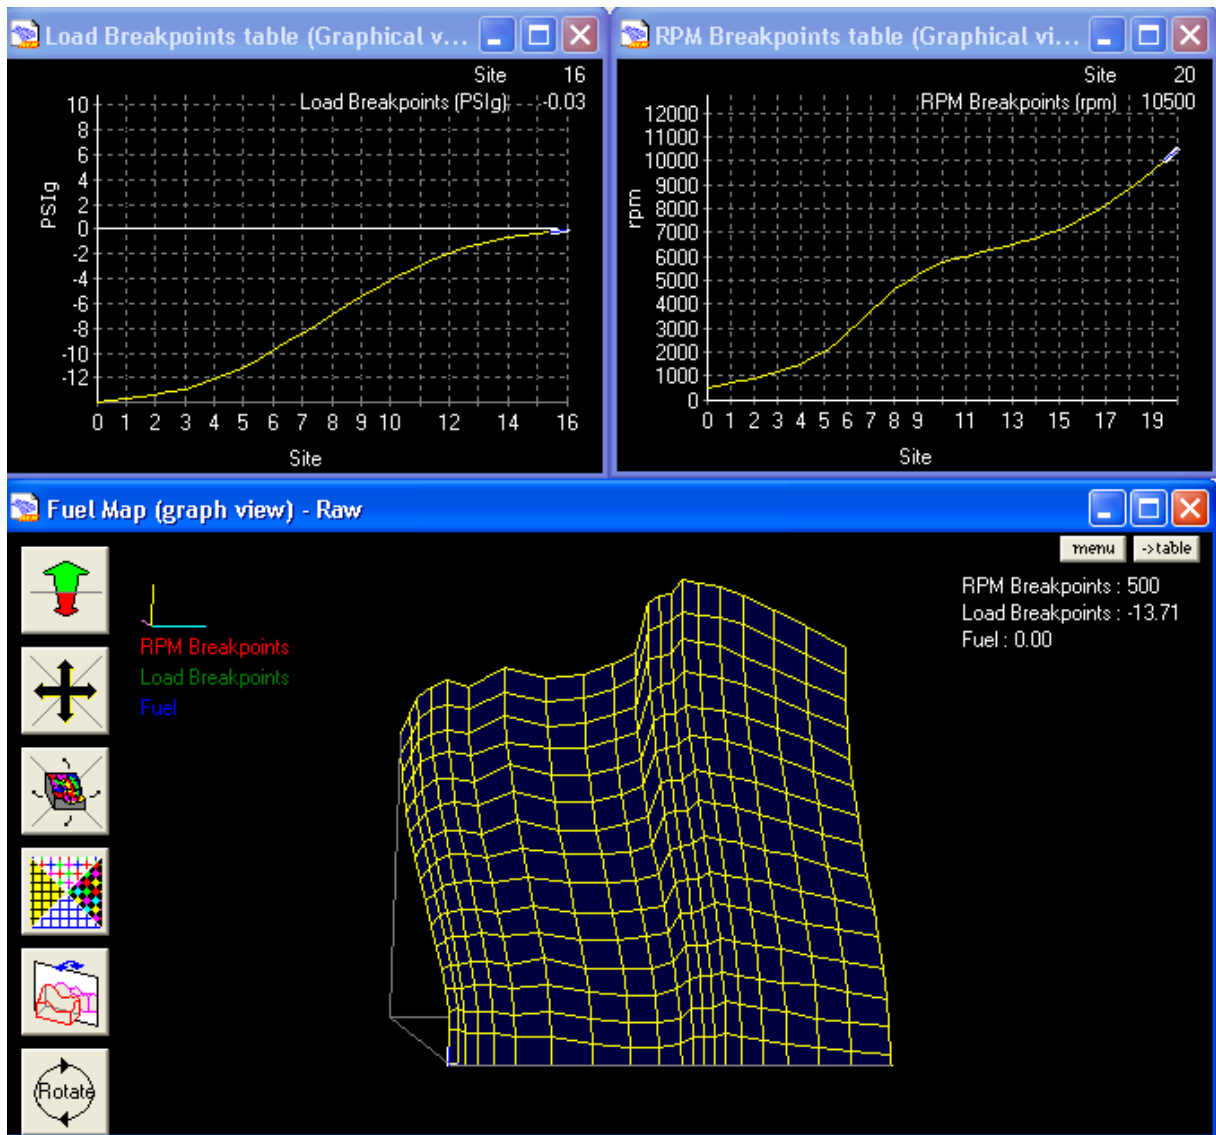 Load Breakpoints table (Graphical v...
Site 16
Load Breakpoints (PSIg) -0.03
10
8
6
4
2
0
-2
-4
-6
-8
-10
-12
PSIg
0 1 2 3 4 5 6 7 8 9 10 12 14 16
Site
RPM Breakpoints table (Graphical vi...
Site 20
RPM Breakpoints (rpm) 10500
12000
11000
10000
9000
8000
7000
6000
5000
4000
3000
2000
1000
0
rpm
0 1 2 3 4 5 6 7 8 9 11 13 15 17 19
Site
Fuel Map (graph view) - Raw
menu ->table
RPM Breakpoints : 500
Load Breakpoints : -13.71
Fuel : 0.00
RPM Breakpoints
Load Breakpoints
Fuel
Rotate